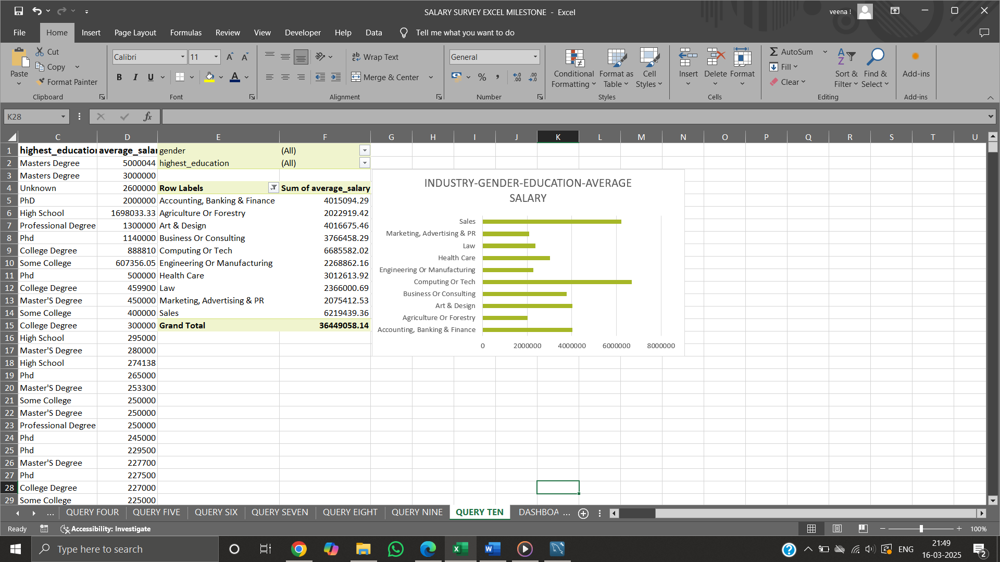 SALARY SURVEY EXCEL MILESTONE - Excel
veena !
File Home Insert Page Layout Formulas Review View Developer Help Data Tell me what you want to do
Paste
Cut
Copy
Format Painter
Clipboard
Calibri 11
B I U
Font
Wrap Text
Merge & Center
Alignment
General
Number
Conditional Formatting
Format as Table
Cell Styles
Styles
Insert Delete Format
Cells
AutoSum
Fill
Clear
Sort & Filter
Find & Select
Editing
Add-ins
Add-ins
K28 fx
C D E F G H I J K L M N O P Q R S T U
1 highest_education average_salar gender (All)
2 Masters Degree 5000044 highest_education (All)
3 Masters Degree 3000000
4 Unknown 2600000 Row Labels Sum of average_salary
5 PhD 2000000 Accounting, Banking & Finance 4015094.29
6 High School 1698033.33 Agriculture Or Forestry 2022919.42
7 Professional Degree 1300000 Art & Design 4016675.46
8 Phd 1140000 Business Or Consulting 3766458.29
9 College Degree 888810 Computing Or Tech 6685582.02
10 Some College 607356.05 Engineering Or Manufacturing 2268862.16
11 Phd 500000 Health Care 3012613.92
12 College Degree 459900 Law 2366000.69
13 Master'S Degree 450000 Marketing, Advertising & PR 2075412.53
14 Some College 400000 Sales 6219439.36
15 College Degree 300000 Grand Total 36449058.14
16 High School 295000
17 Master'S Degree 280000
18 High School 274138
19 Phd 265000
20 Master'S Degree 253300
21 Some College 250000
22 Master'S Degree 250000
23 Professional Degree 250000
24 Phd 245000
25 Phd 229500
26 Master'S Degree 227700
27 Phd 227500
28 College Degree 227000
29 Some College 225000
INDUSTRY-GENDER-EDUCATION-AVERAGE
SALARY
Sales
Marketing, Advertising & PR
Law
Health Care
Engineering Or Manufacturing
Computing Or Tech
Business Or Consulting
Art & Design
Agriculture Or Forestry
Accounting, Banking & Finance
0 2000000 4000000 6000000 8000000
... QUERY FOUR QUERY FIVE QUERY SIX QUERY SEVEN QUERY EIGHT QUERY NINE QUERY TEN DASHBOA ...
Ready Accessibility: Investigate 100%
Type here to search
ENG
21:49
16-03-2025
2